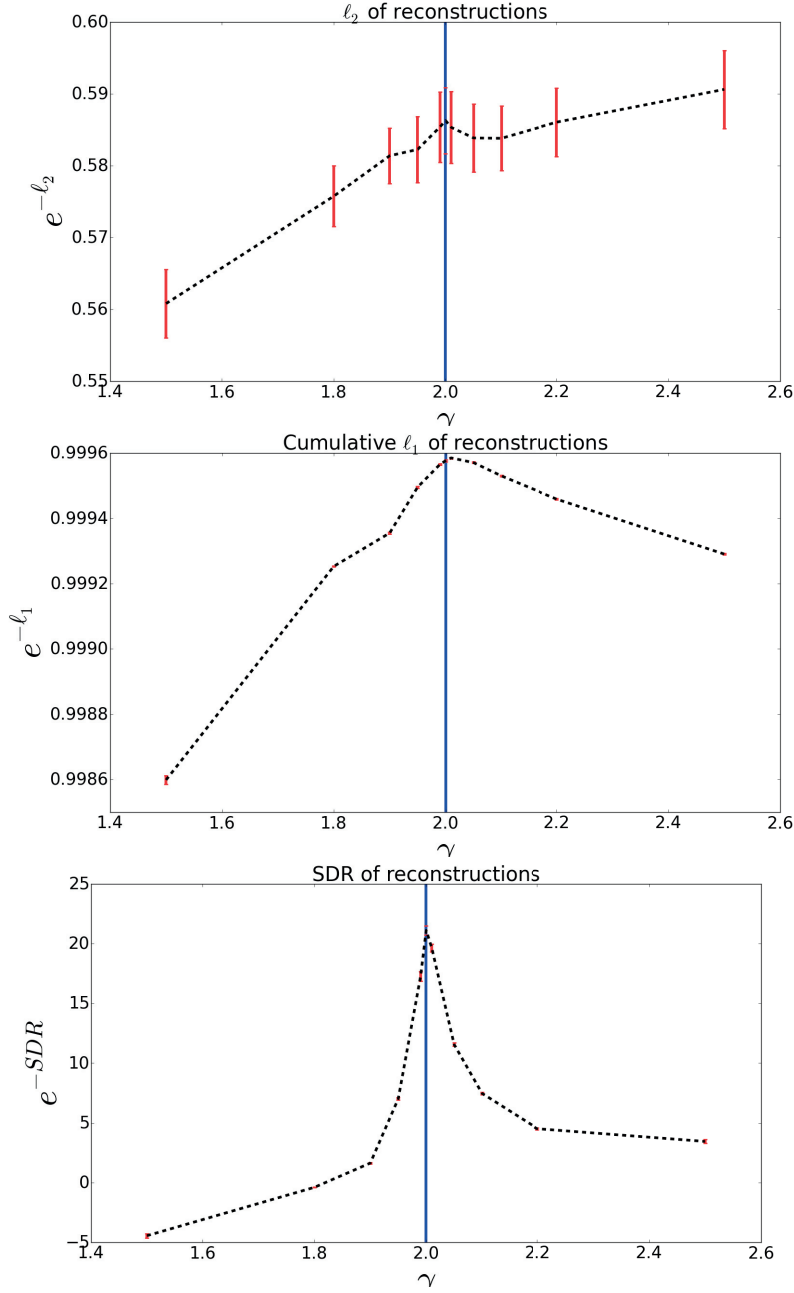 ℓ₂ of reconstructions
0.60
0.59
0.58
0.57
0.56
0.55
e^{−ℓ₂}
1.4 1.6 1.8 2.0 2.2 2.4 2.6
γ
Cumulative ℓ₁ of reconstructions
0.9996
0.9994
0.9992
0.9990
0.9988
0.9986
e^{−ℓ₁}
1.4 1.6 1.8 2.0 2.2 2.4 2.6
γ
SDR of reconstructions
25
20
15
10
5
0
−5
e^{−SDR}
1.4 1.6 1.8 2.0 2.2 2.4 2.6
γ